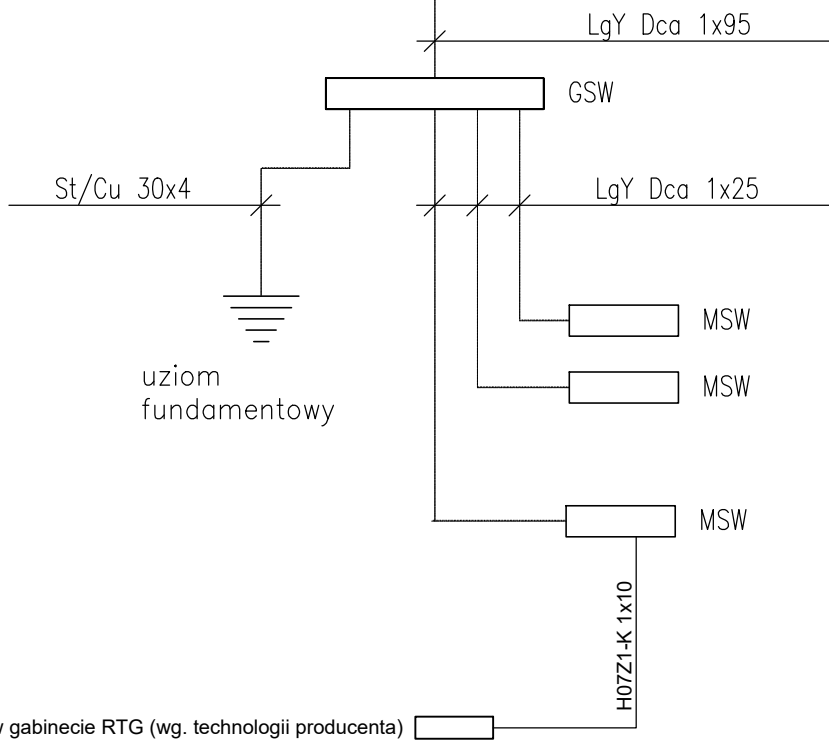 LgY Dca 1x95
GSW
St/Cu 30x4
LgY Dca 1x25
MSW
MSW
uziom
fundamentowy
MSW
H07Z1-K 1x10
w gabinecie RTG (wg. technologii producenta)